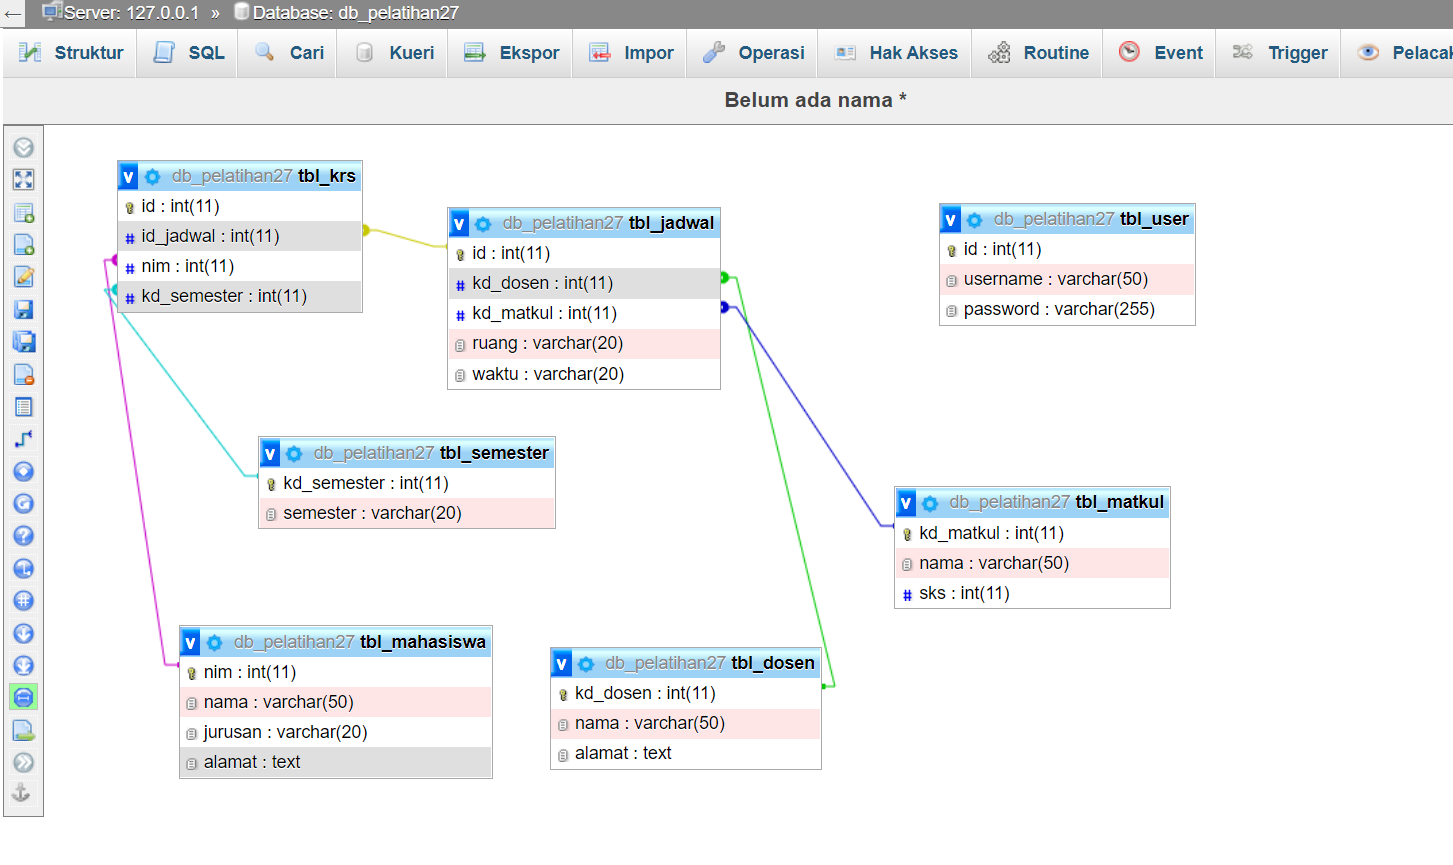 Server: 127.0.0.1 » Database: db_pelatihan27
Struktur SQL Cari Kueri Ekspor Impor Operasi Hak Akses Routine Event Trigger Pelacak
Belum ada nama *
v db_pelatihan27 tbl_krs
id : int(11)
# id_jadwal : int(11)
# nim : int(11)
# kd_semester : int(11)
v db_pelatihan27 tbl_jadwal
id : int(11)
# kd_dosen : int(11)
# kd_matkul : int(11)
ruang : varchar(20)
waktu : varchar(20)
v db_pelatihan27 tbl_user
id : int(11)
username : varchar(50)
password : varchar(255)
v db_pelatihan27 tbl_semester
kd_semester : int(11)
semester : varchar(20)
v db_pelatihan27 tbl_matkul
kd_matkul : int(11)
nama : varchar(50)
# sks : int(11)
v db_pelatihan27 tbl_mahasiswa
nim : int(11)
nama : varchar(50)
jurusan : varchar(20)
alamat : text
v db_pelatihan27 tbl_dosen
kd_dosen : int(11)
nama : varchar(50)
alamat : text